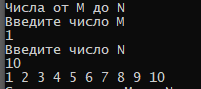 Числа от M до N
Введите число M
1
Введите число N
10
1 2 3 4 5 6 7 8 9 10